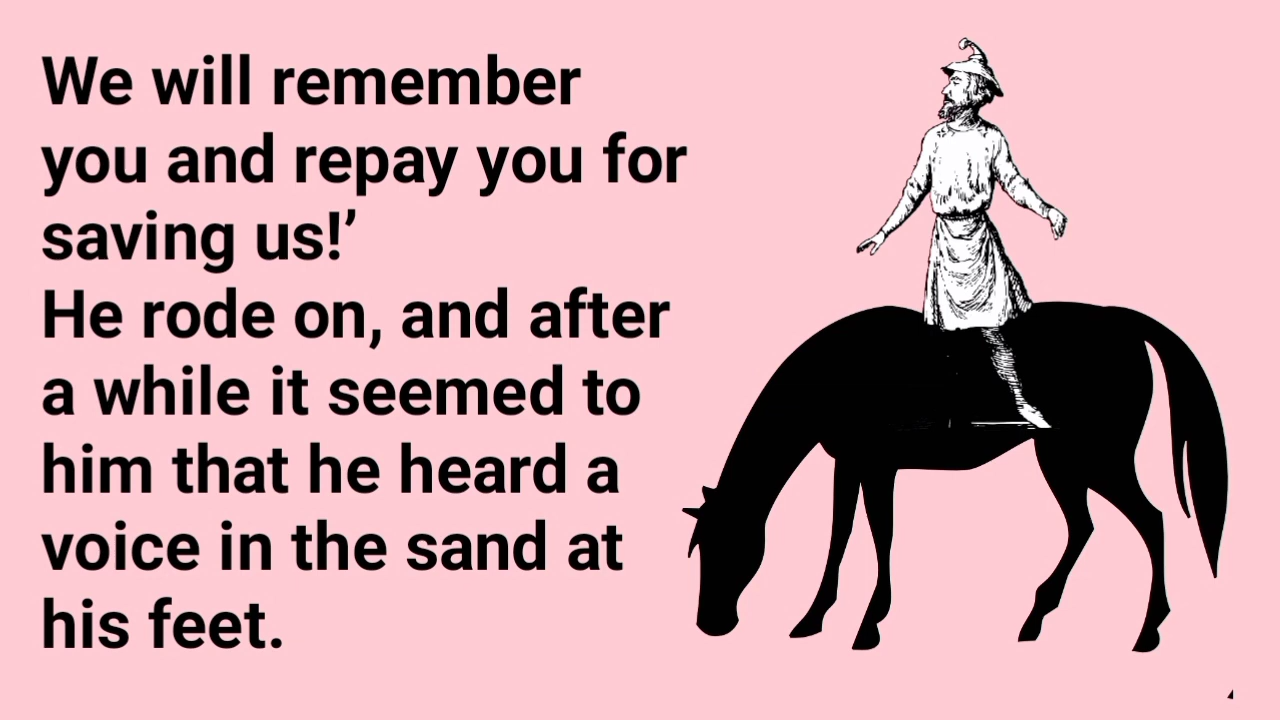 We will remember
you and repay you for
saving us!’
He rode on, and after
a while it seemed to
him that he heard a
voice in the sand at
his feet.